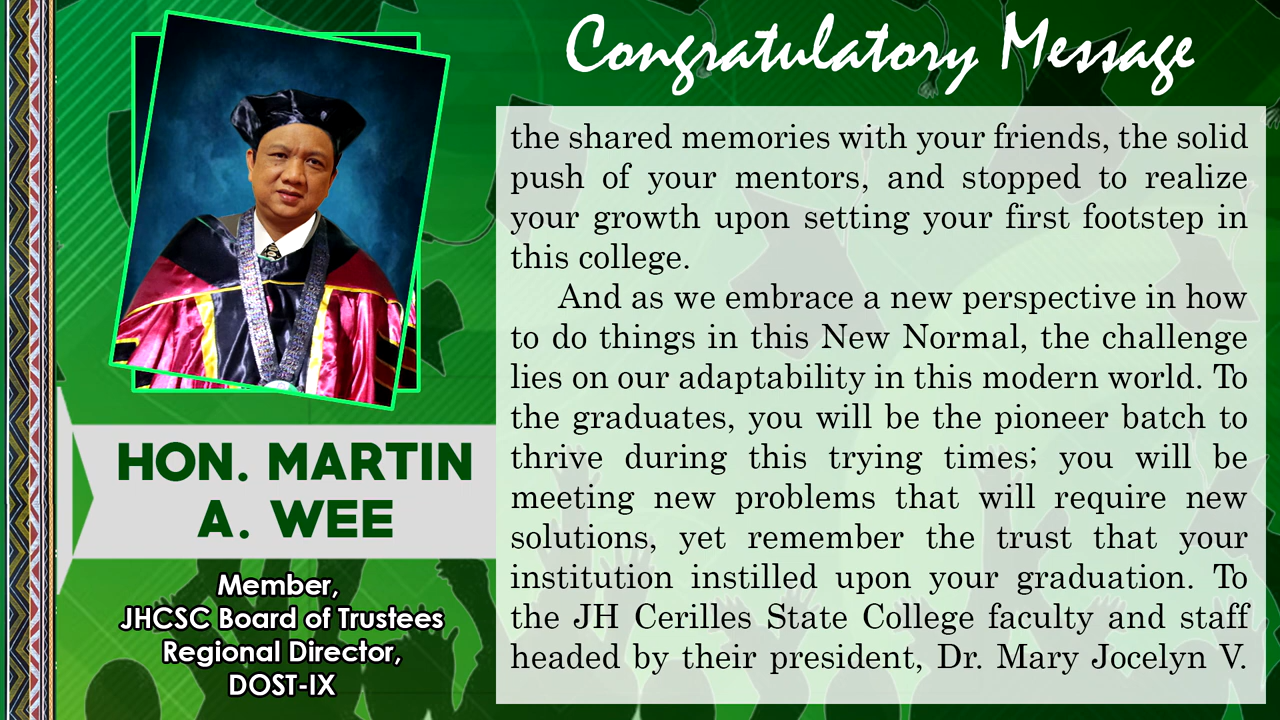 Congratulatory Message
the shared memories with your friends, the solid
push of your mentors, and stopped to realize
your growth upon setting your first footstep in
this college.
And as we embrace a new perspective in how
to do things in this New Normal, the challenge
lies on our adaptability in this modern world. To
the graduates, you will be the pioneer batch to
thrive during this trying times; you will be
meeting new problems that will require new
solutions, yet remember the trust that your
institution instilled upon your graduation. To
the JH Cerilles State College faculty and staff
headed by their president, Dr. Mary Jocelyn V.
HON. MARTIN
A. WEE
Member,
JHCSC Board of Trustees
Regional Director,
DOST-IX